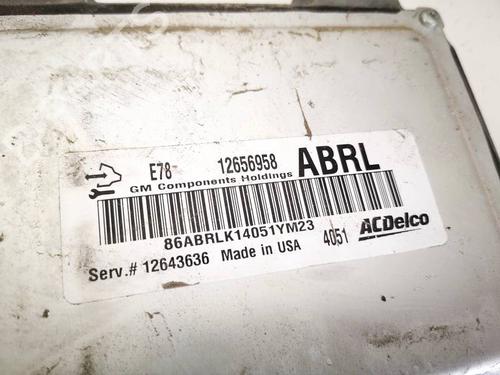 E78 12656958 ABRL
GM Components Holdings
86ABRLK14051YM23
4051 ACDelco
Serv.# 12643636 Made in USA